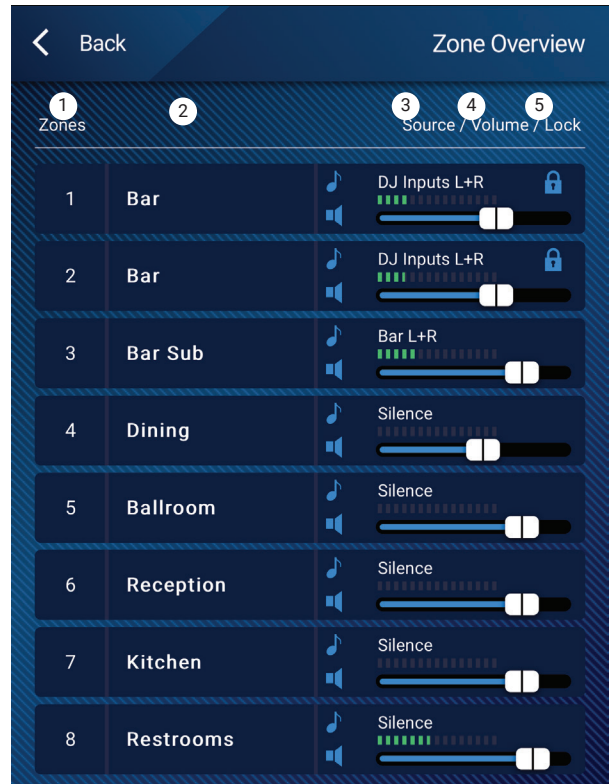 Back Zone Overview
1 2 3 4 5
Zones Source / Volume / Lock
1 Bar DJ Inputs L+R
2 Bar DJ Inputs L+R
3 Bar Sub Bar L+R
4 Dining Silence
5 Ballroom Silence
6 Reception Silence
7 Kitchen Silence
8 Restrooms Silence